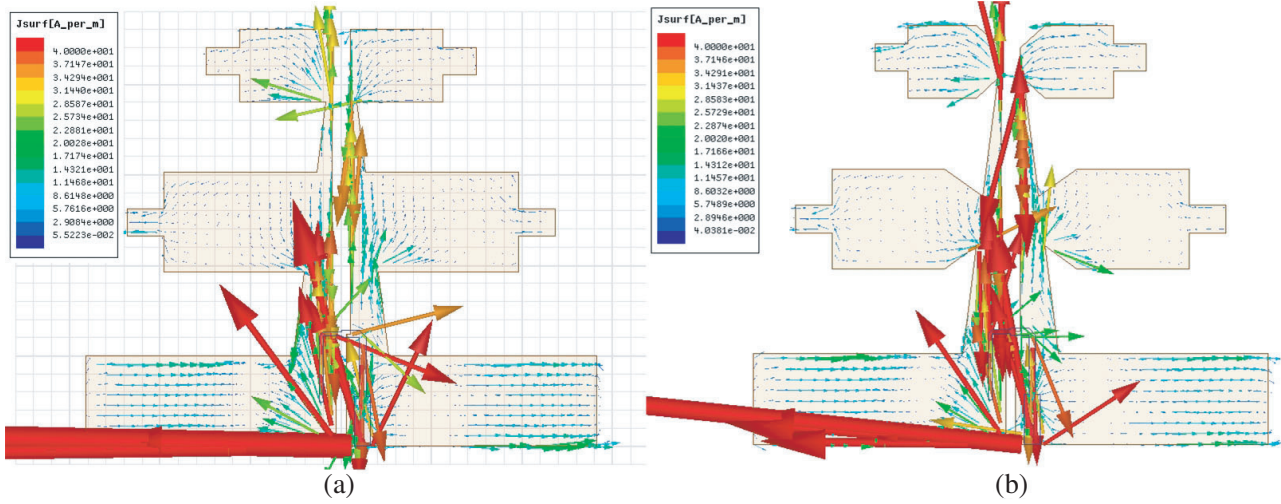 Jsurf[A_per_m]
4.0000e+001
3.7147e+001
3.4294e+001
3.1440e+001
2.8587e+001
2.5734e+001
2.2881e+001
2.0028e+001
1.7174e+001
1.4321e+001
1.1468e+001
8.6148e+000
5.7616e+000
2.9084e+000
5.5223e-002
(a)
Jsurf[A_per_m]
4.0000e+001
3.7146e+001
3.4291e+001
3.1437e+001
2.8583e+001
2.5729e+001
2.2874e+001
2.0020e+001
1.7166e+001
1.4312e+001
1.1457e+001
8.6032e+000
5.7489e+000
2.8946e+000
4.0381e-002
(b)